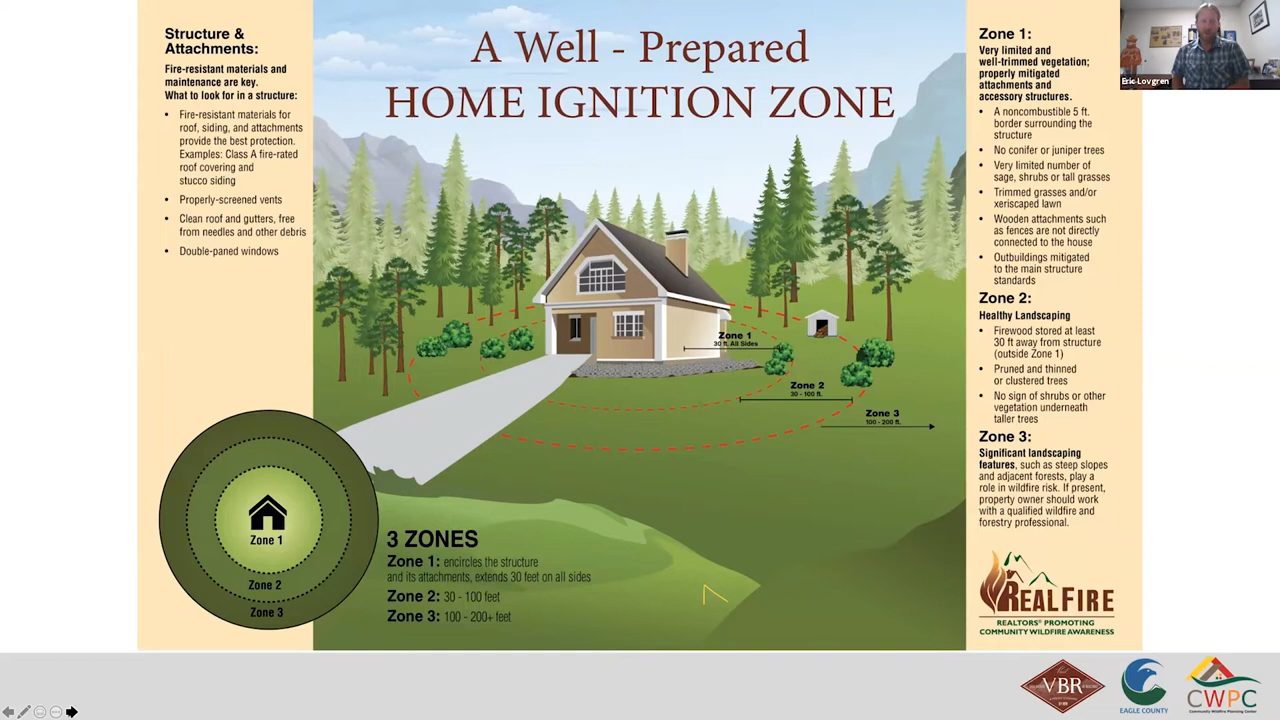 Structure &
Attachments:
Fire-resistant materials and
maintenance are key.
What to look for in a structure:
• Fire-resistant materials for
roof, siding, and attachments
provide the best protection.
Examples: Class A fire-rated
roof covering and
stucco siding
• Properly-screened vents
• Clean roof and gutters, free
from needles and other debris
• Double-paned windows
A Well - Prepared
HOME IGNITION ZONE
Zone 1
30 ft. All Sides
Zone 2
30 - 100 ft.
Zone 3
100 - 200 ft.
Zone 1
Zone 2
Zone 3
3 ZONES
Zone 1: encircles the structure
and its attachments, extends 30 feet on all sides
Zone 2: 30 - 100 feet
Zone 3: 100 - 200+ feet
Zone 1:
Very limited and
well-trimmed vegetation;
properly mitigated
attachments and
accessory structures.
• A noncombustible 5 ft.
border surrounding the
structure
• No conifer or juniper trees
• Very limited number of
sage, shrubs or tall grasses
• Trimmed grasses and/or
xeriscaped lawn
• Wooden attachments such
as fences are not directly
connected to the house
• Outbuildings mitigated
to the main structure
standards
Zone 2:
Healthy Landscaping
• Firewood stored at least
30 ft away from structure
(outside Zone 1)
• Pruned and thinned
or clustered trees
• No sign of shrubs or other
vegetation underneath
taller trees
Zone 3:
Significant landscaping
features, such as steep slopes
and adjacent forests, play a
role in wildfire risk. If present,
property owner should work
with a qualified wildfire and
forestry professional.
REALFIRE
REALTORS® PROMOTING
COMMUNITY WILDFIRE AWARENESS
Eric Lovgren
VBR
EAGLE COUNTY
CWPC
Community Wildfire Planning Center